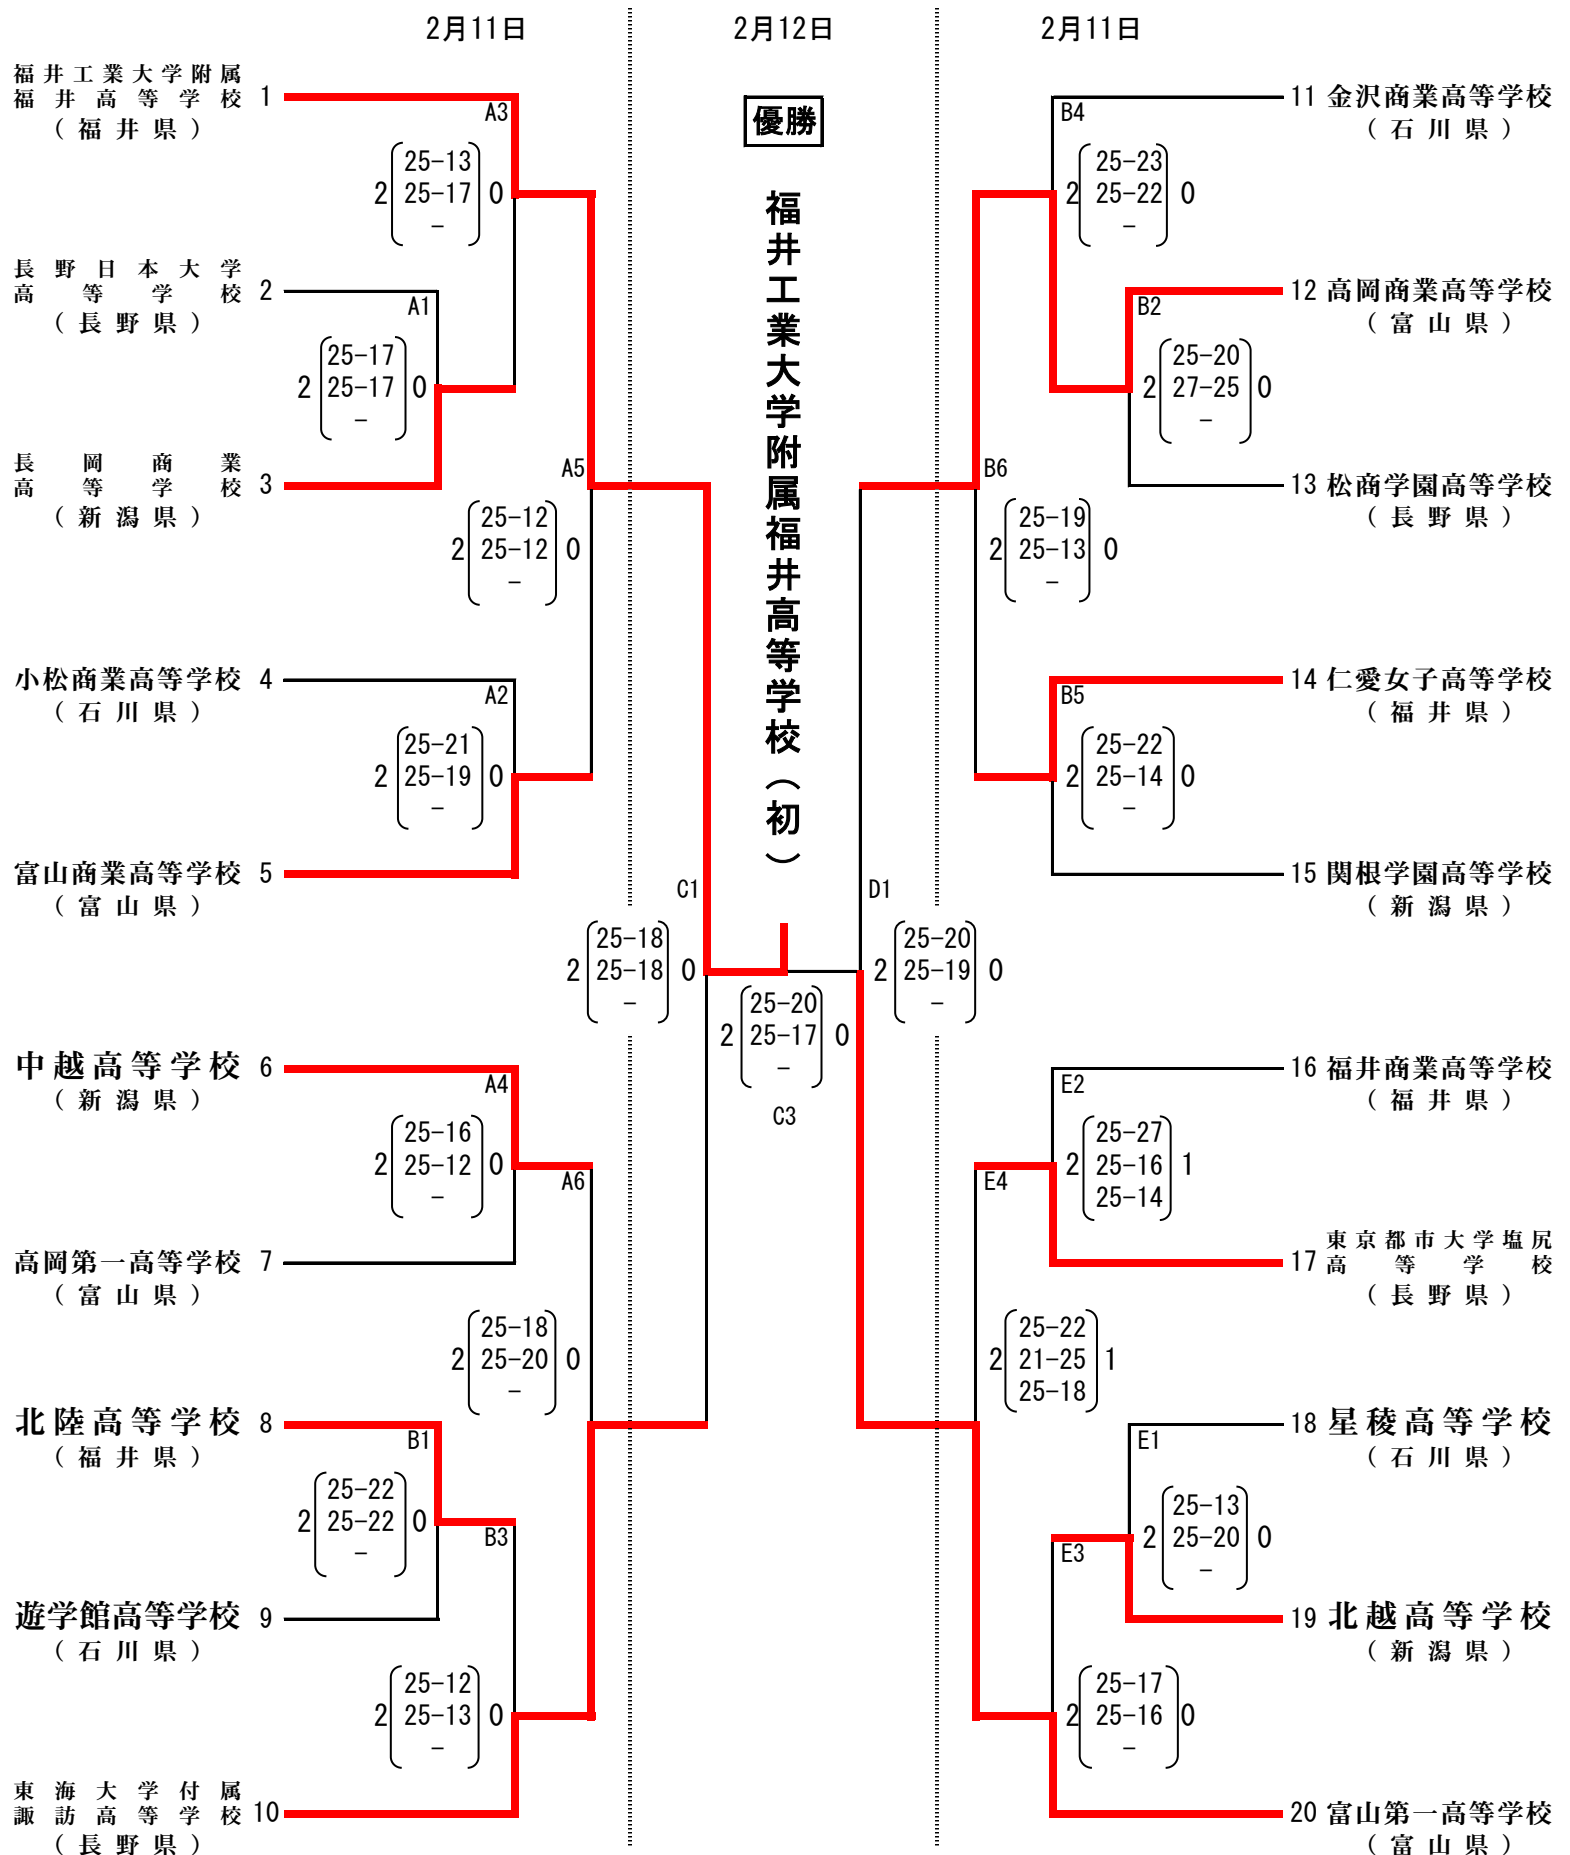 2月11日
2月12日
2月11日
福井工業大学附属
福井高等学校 1
（福井県）
A3
25-13
2 25-17 0
-
長野日本大学
高等学校 2
（長野県）
A1
25-17
2 25-17 0
-
長岡商業
高等学校 3
（新潟県）
A5
25-12
2 25-12 0
-
小松商業高等学校 4
（石川県）
A2
25-21
2 25-19 0
-
富山商業高等学校 5
（富山県）
C1
25-18
2 25-18 0
-
中越高等学校 6
（新潟県）
A4
25-16
2 25-12 0
-
A6
高岡第一高等学校 7
（富山県）
25-18
2 25-20 0
-
北陸高等学校 8
（福井県）
B1
25-22
2 25-22 0
-
B3
遊学館高等学校 9
（石川県）
25-12
2 25-13 0
-
東海大学付属
諏訪高等学校 10
（長野県）
優勝
福井工業大学附属福井高等学校（初）
25-20
2 25-17 0
-
C3
11 金沢商業高等学校
（石川県）
B4
25-23
2 25-22 0
-
12 高岡商業高等学校
（富山県）
B2
25-20
2 27-25 0
-
13 松商学園高等学校
（長野県）
B6
25-19
2 25-13 0
-
14 仁愛女子高等学校
（福井県）
B5
25-22
2 25-14 0
-
15 関根学園高等学校
（新潟県）
D1
25-20
2 25-19 0
-
16 福井商業高等学校
（福井県）
E2
25-27
2 25-16 1
25-14
E4
17 東京都市大学塩尻
高等学校
（長野県）
25-22
2 21-25 1
25-18
18 星稜高等学校
（石川県）
E1
25-13
2 25-20 0
-
E3
19 北越高等学校
（新潟県）
25-17
2 25-16 0
-
20 富山第一高等学校
（富山県）